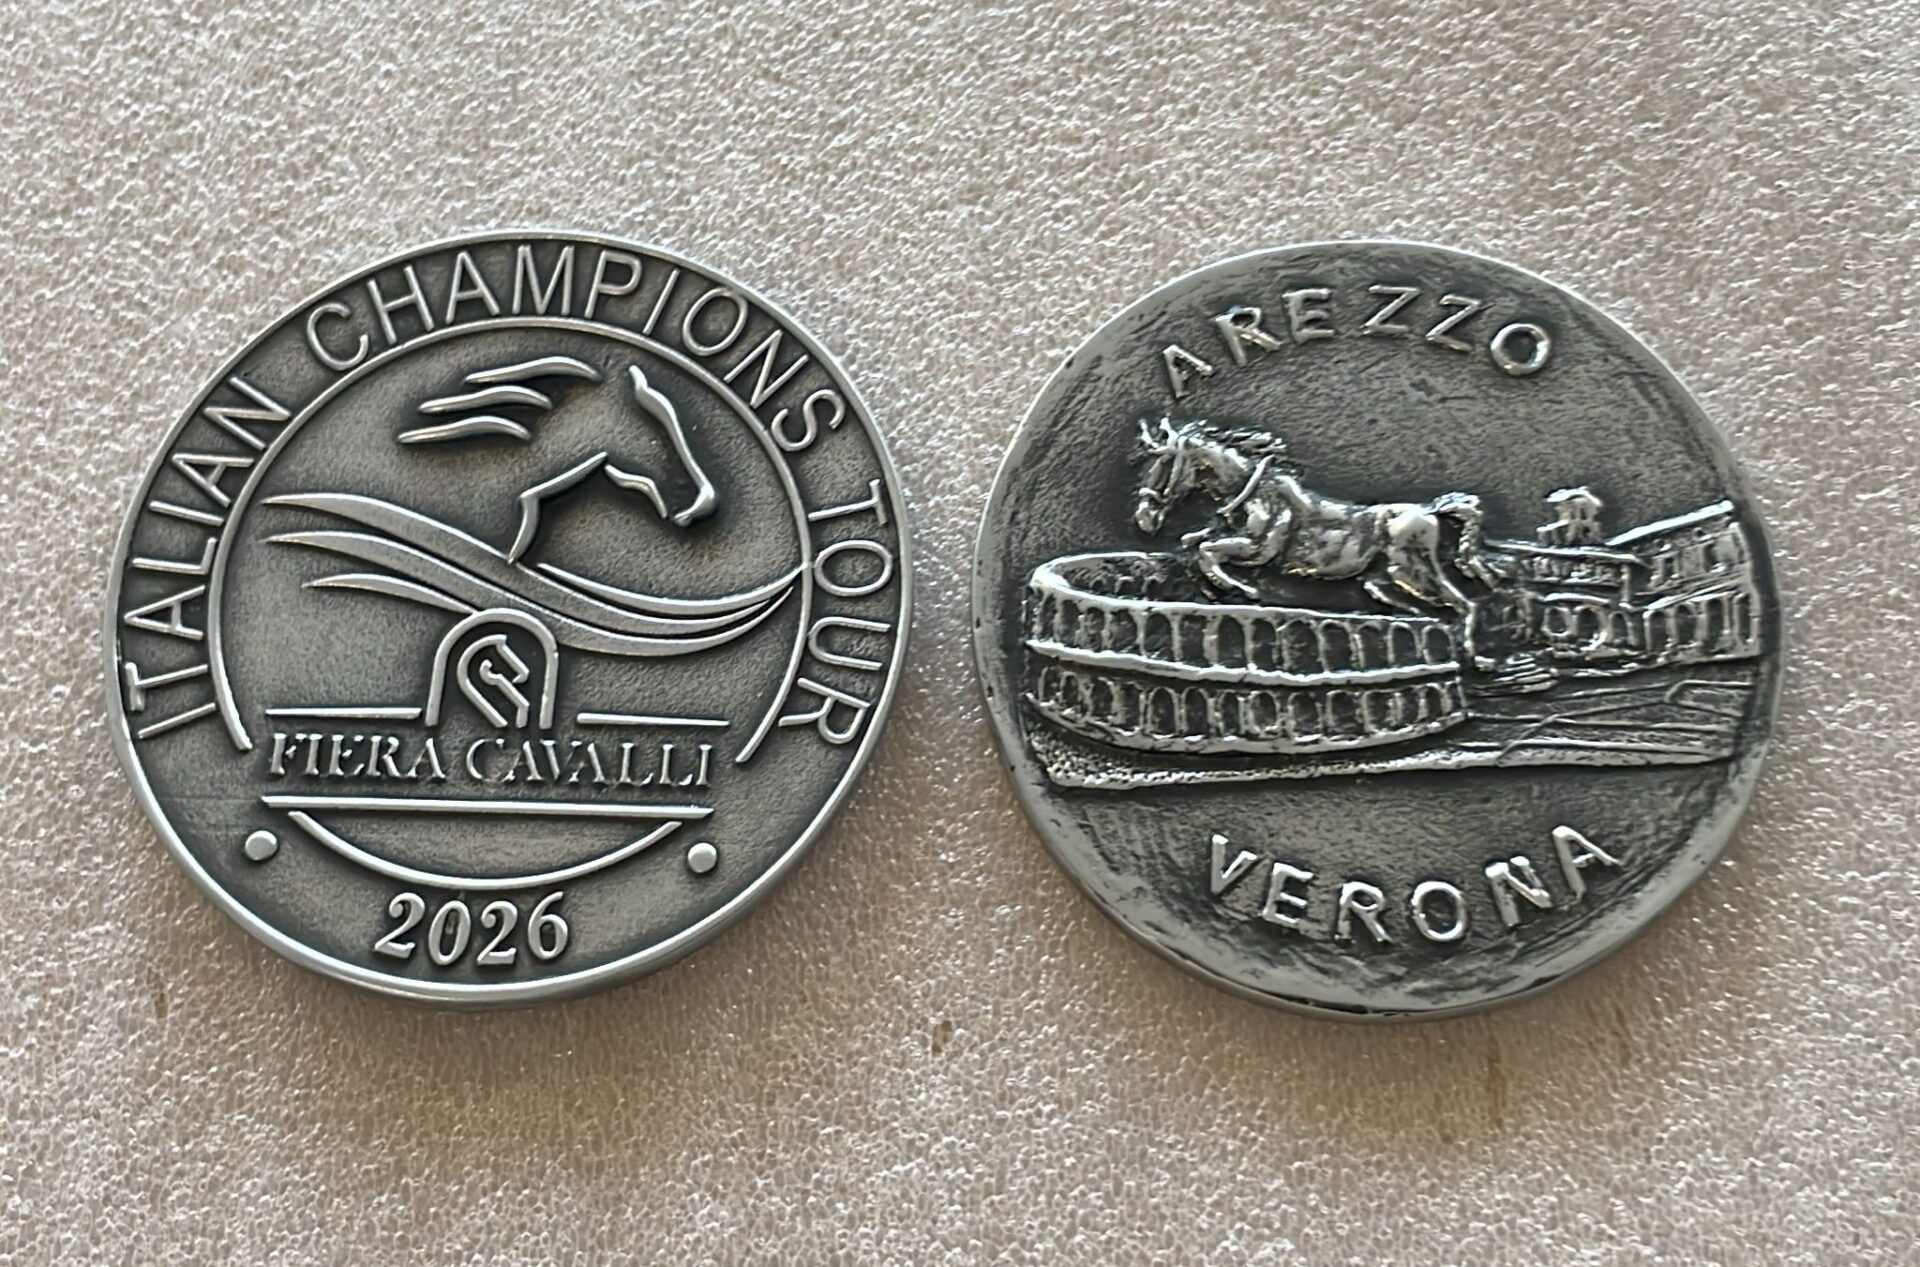 ITALIAN CHAMPIONS TOUR
FIERA CAVALLI
2026
AREZZO
VERONA